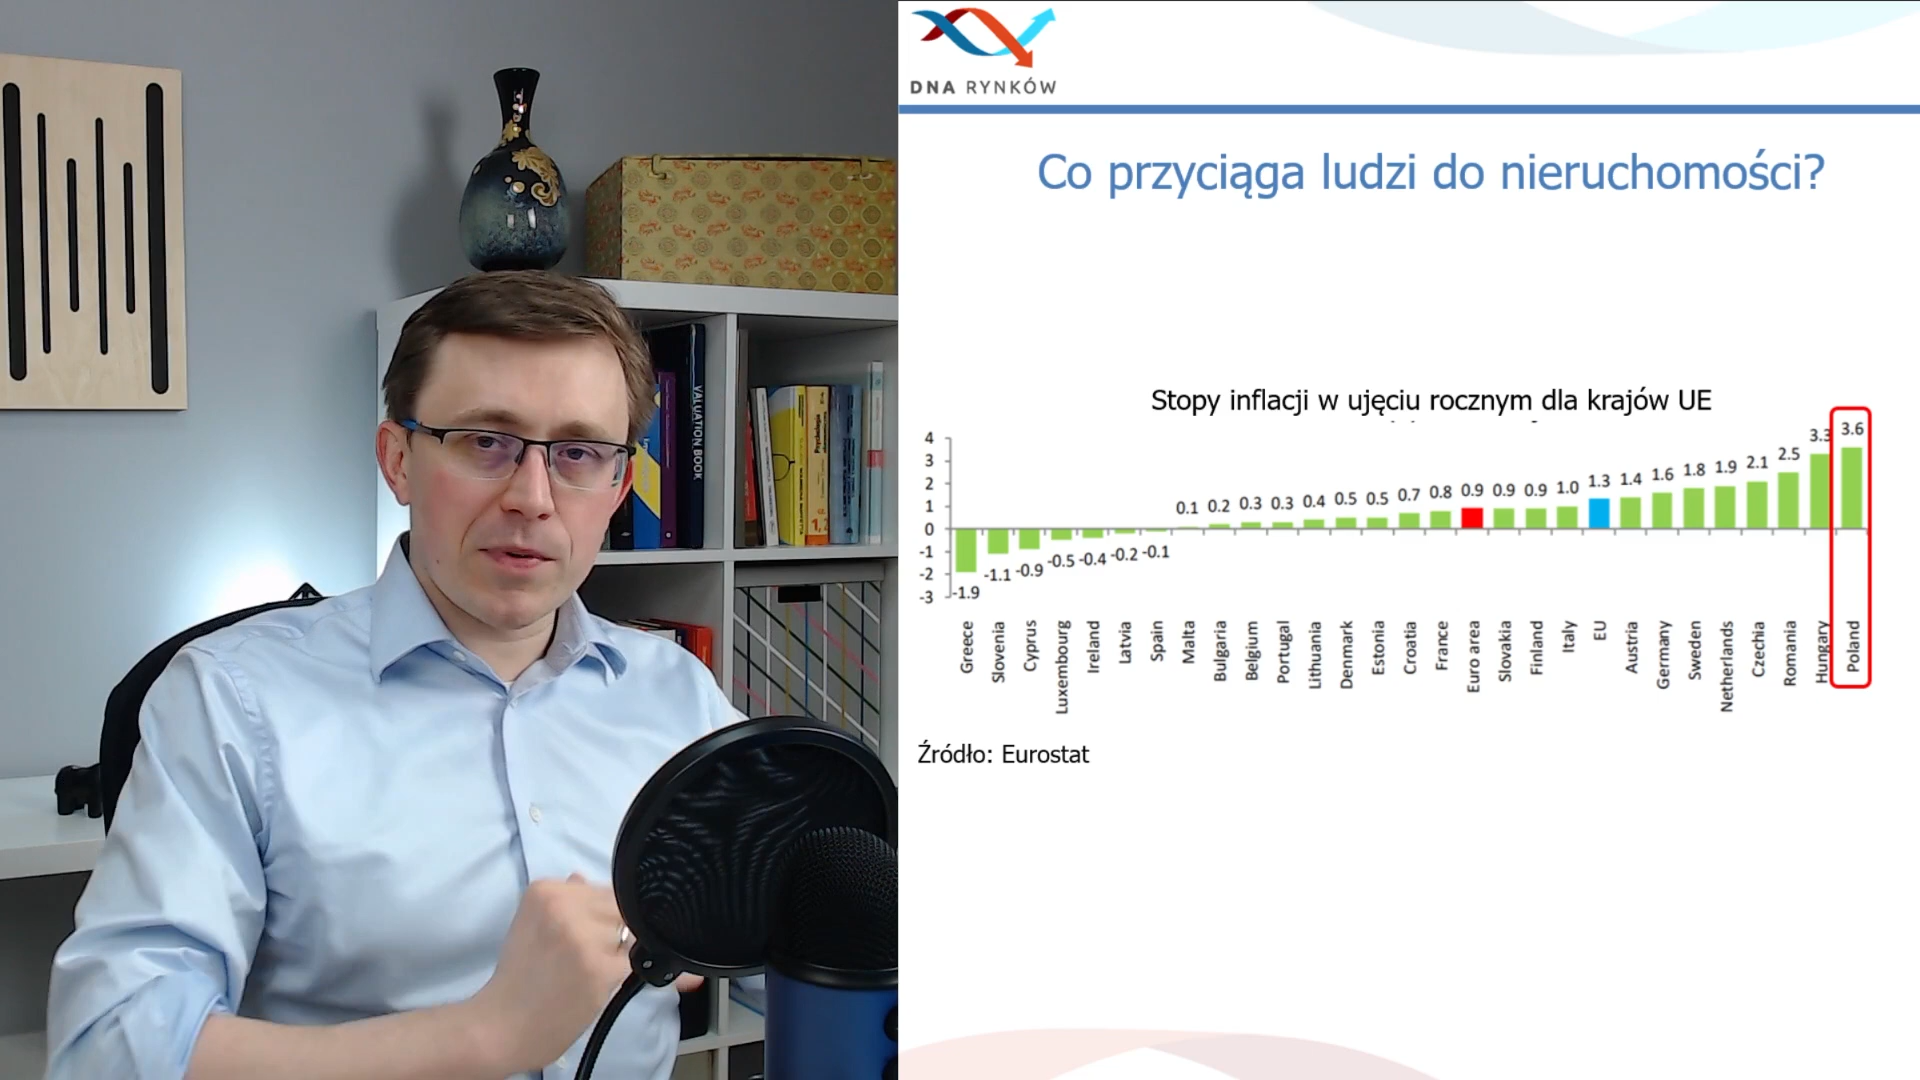 DNA RYNKÓW
Co przyciąga ludzi do nieruchomości?
Stopy inflacji w ujęciu rocznym dla krajów UE
4
3
2
1
0
-1
-2
-3
-1.9
-1.1
-0.9
-0.5
-0.4
-0.2
-0.1
0.1
0.2
0.3
0.3
0.4
0.5
0.5
0.7
0.8
0.9
0.9
0.9
1.0
1.3
1.4
1.6
1.8
1.9
2.1
2.5
3.3
3.6
Greece
Slovenia
Cyprus
Luxembourg
Ireland
Latvia
Spain
Malta
Bulgaria
Belgium
Portugal
Lithuania
Denmark
Estonia
Croatia
France
Euro area
Slovakia
Finland
Italy
EU
Austria
Germany
Sweden
Netherlands
Czechia
Romania
Hungary
Poland
Źródło: Eurostat
VALUATION BOOK